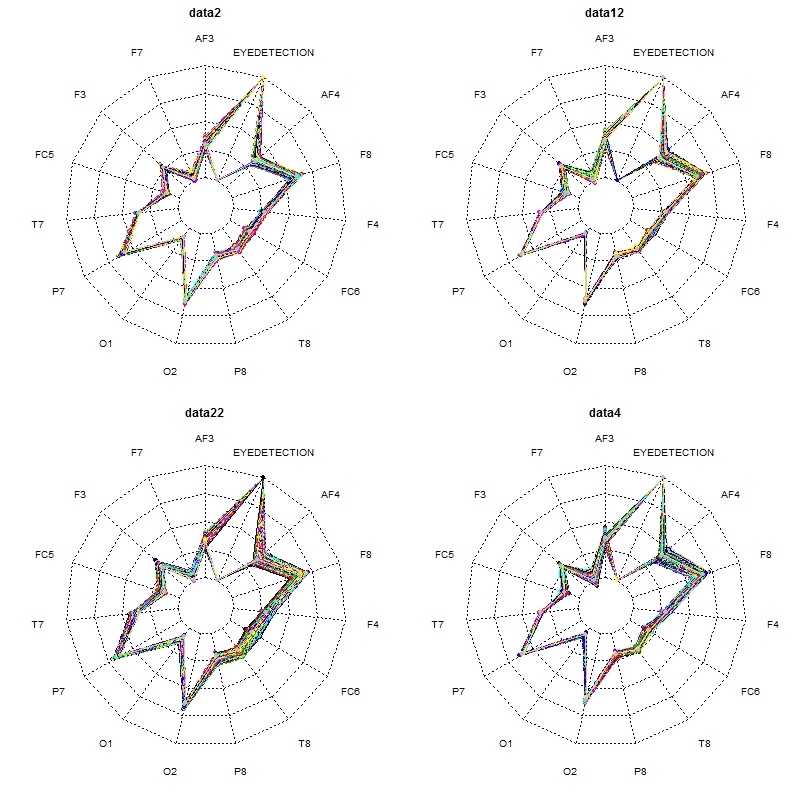 data2
AF3
EYEDETECTION
F7
AF4
F3
F8
FC5
F4
T7
FC6
P7
T8
O1
P8
O2
data12
AF3
EYEDETECTION
F7
AF4
F3
F8
FC5
F4
T7
FC6
P7
T8
O1
P8
O2
data22
AF3
EYEDETECTION
F7
AF4
F3
F8
FC5
F4
T7
FC6
P7
T8
O1
P8
O2
data4
AF3
EYEDETECTION
F7
AF4
F3
F8
FC5
F4
T7
FC6
P7
T8
O1
P8
O2